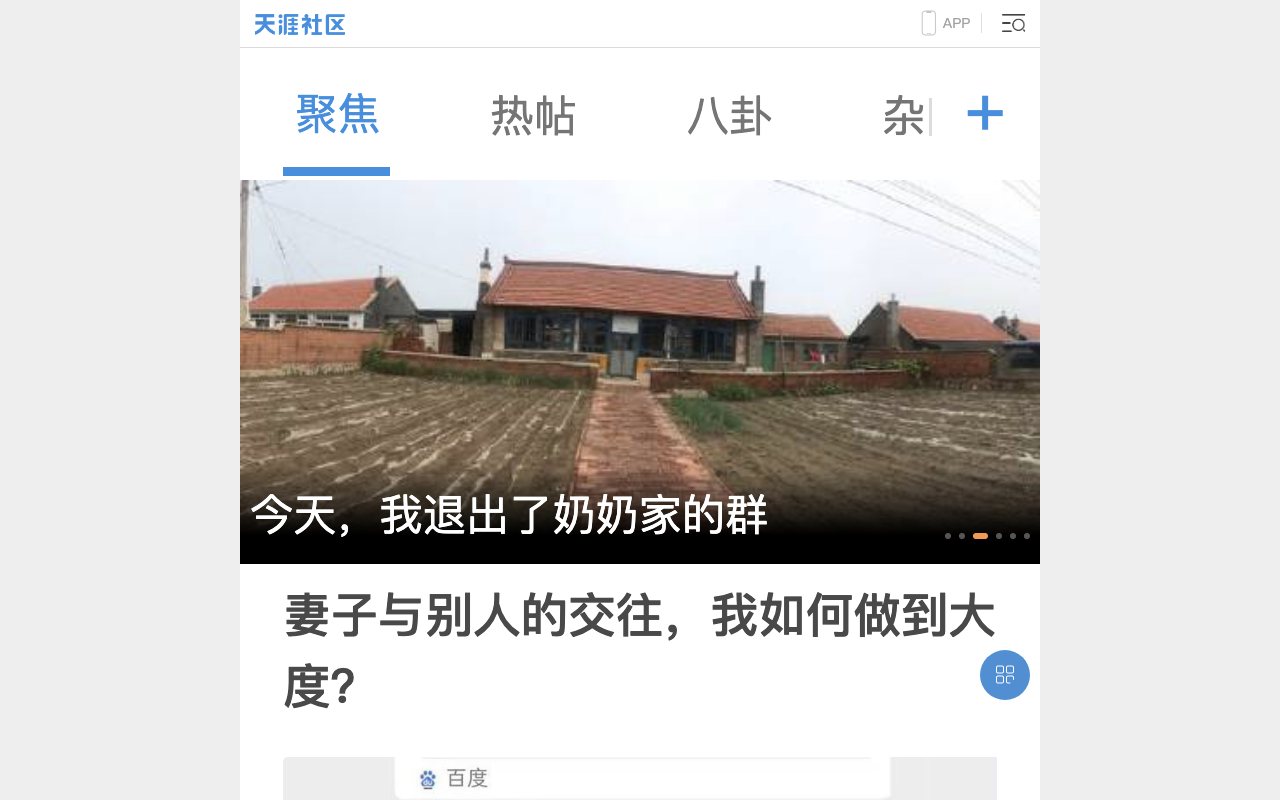 天涯社区
APP
聚焦
热帖
八卦
杂
今天，我退出了奶奶家的群
妻子与别人的交往，我如何做到大
度？
百度